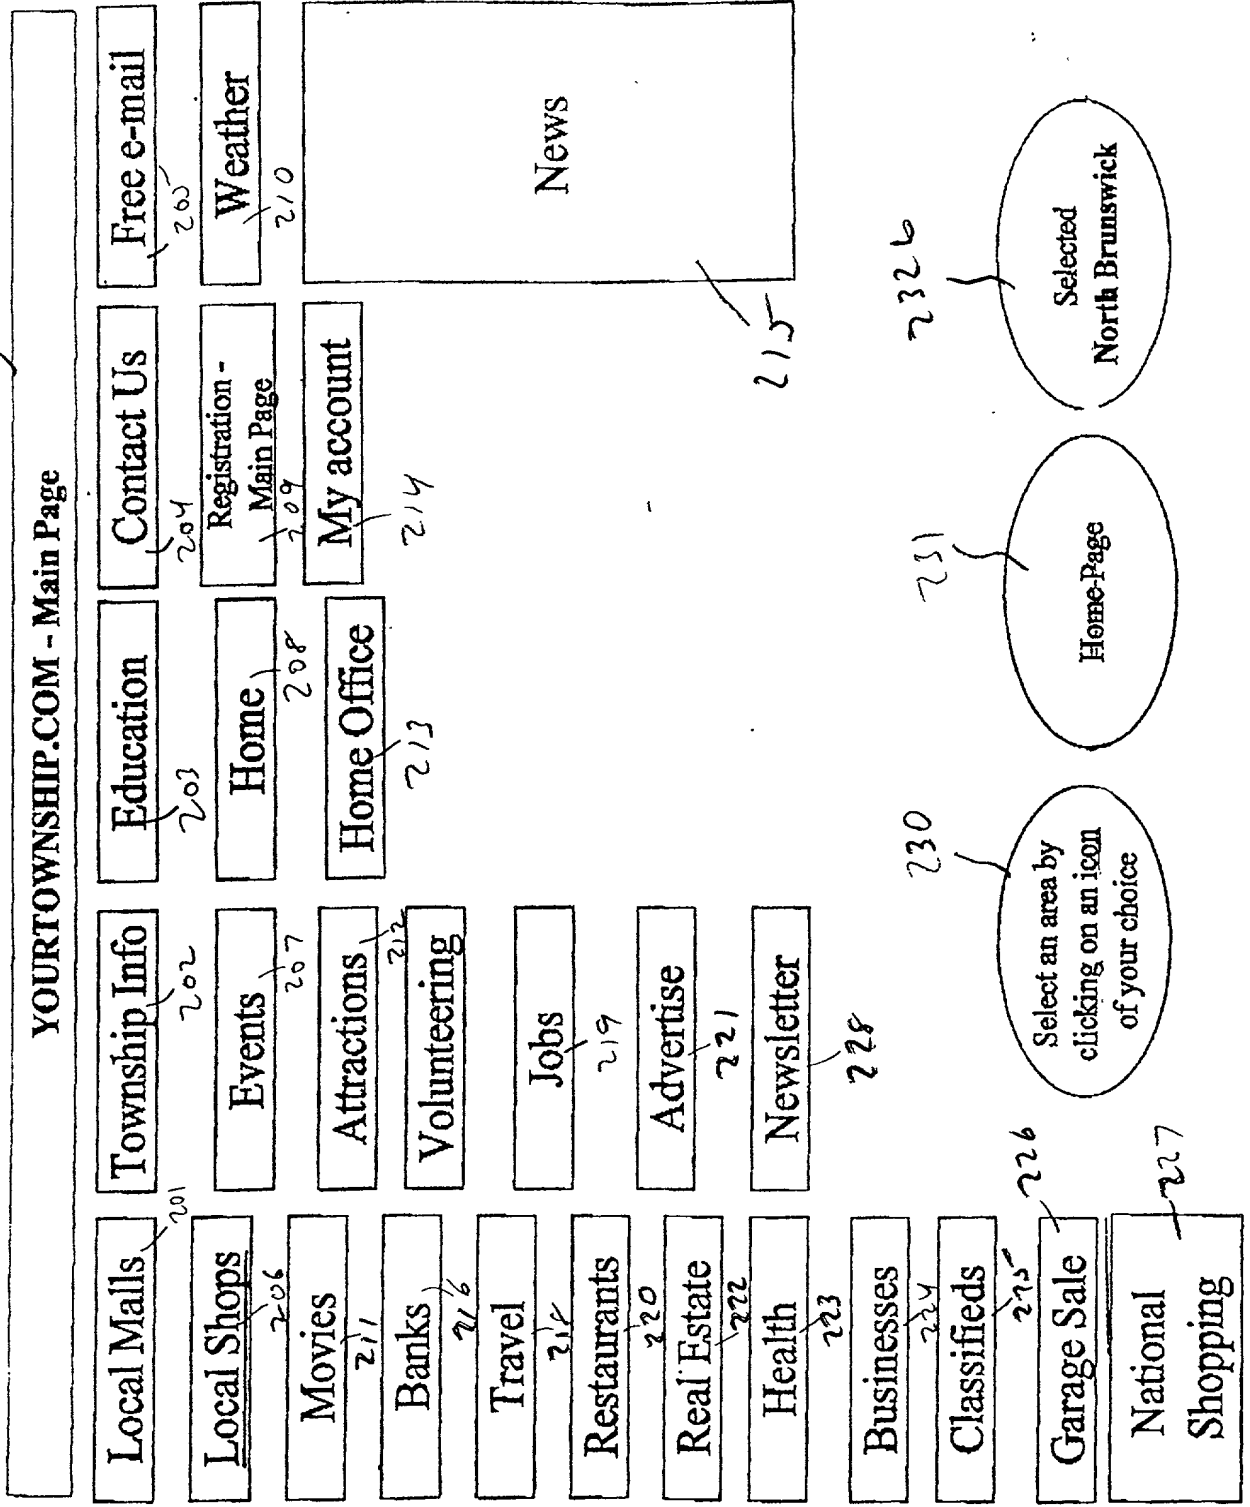 YOURTOWNSHIP.COM - Main Page
Local Malls
201
Township Info
202
Education
203
Contact Us
204
Free e-mail
Local Shops
206
Events
207
Home
208
Registration -
Main Page
209
Weather
210
Movies
211
Attractions
212
Home Office
213
My account
214
News
215
Banks
216
Volunteering
Travel
218
Jobs
219
Restaurants
220
Advertise
221
Real Estate
222
Newsletter
228
Health
223
Businesses
224
Classifieds
225
Garage Sale
226
National
Shopping
227
Select an area by
clicking on an icon
of your choice
230
Home-Page
231
Selected
North Brunswick